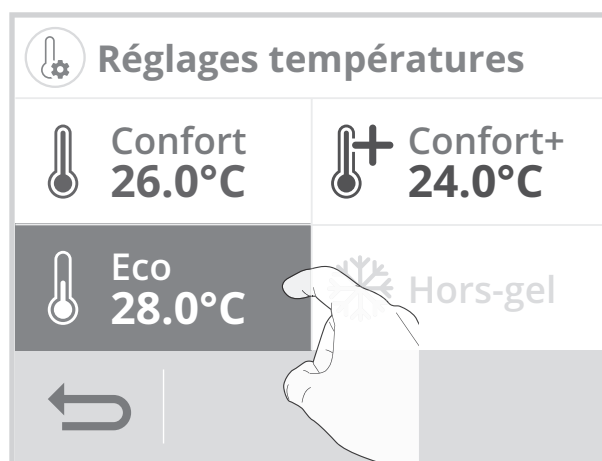 Réglages températures
Confort
26.0°C
Confort+
24.0°C
Eco
28.0°C
Hors-gel